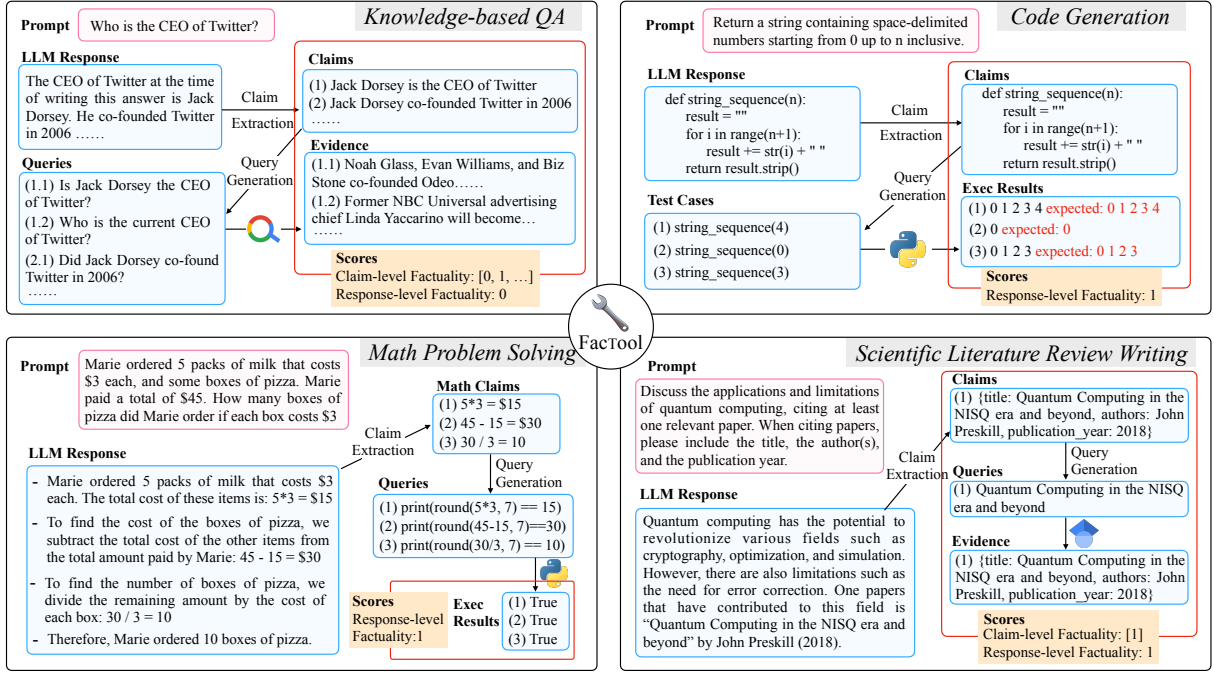 Knowledge-based QA
Prompt
Who is the CEO of Twitter?
LLM Response
The CEO of Twitter at the time
of writing this answer is Jack
Dorsey. He co-founded Twitter
in 2006 ……
Claim
Extraction
Claims
(1) Jack Dorsey is the CEO of Twitter
(2) Jack Dorsey co-founded Twitter in 2006
……
Query
Generation
Queries
(1.1) Is Jack Dorsey the CEO
of Twitter?
(1.2) Who is the current CEO
of Twitter?
(2.1) Did Jack Dorsey co-found
Twitter in 2006?
……
Evidence
(1.1) Noah Glass, Evan Williams, and Biz
Stone co-founded Odeo……
(1.2) Former NBC Universal advertising
chief Linda Yaccarino will become…
……
Scores
Claim-level Factuality: [0, 1, …]
Response-level Factuality: 0
Code Generation
Prompt
Return a string containing space-delimited
numbers starting from 0 up to n inclusive.
LLM Response
def string_sequence(n):
result = ""
for i in range(n+1):
result += str(i) + " "
return result.strip()
Claim
Extraction
Claims
def string_sequence(n):
result = ""
for i in range(n+1):
result += str(i) + " "
return result.strip()
Query
Generation
Test Cases
(1) string_sequence(4)
(2) string_sequence(0)
(3) string_sequence(3)
Exec Results
(1) 0 1 2 3 4 expected: 0 1 2 3 4
(2) 0 expected: 0
(3) 0 1 2 3 expected: 0 1 2 3
Scores
Response-level Factuality: 1
FACTOOL
Math Problem Solving
Prompt
Marie ordered 5 packs of milk that costs
$3 each, and some boxes of pizza. Marie
paid a total of $45. How many boxes of
pizza did Marie order if each box costs $3
LLM Response
- Marie ordered 5 packs of milk that costs $3
each. The total cost of these items is: 5*3 = $15
- To find the cost of the boxes of pizza, we
subtract the total cost of the other items from
the total amount paid by Marie: 45 - 15 = $30
- To find the number of boxes of pizza, we
divide the remaining amount by the cost of
each box: 30 / 3 = 10
- Therefore, Marie ordered 10 boxes of pizza.
Claim
Extraction
Math Claims
(1) 5*3 = $15
(2) 45 - 15 = $30
(3) 30 / 3 = 10
Query
Generation
Queries
(1) print(round(5*3, 7) == 15)
(2) print(round(45-15, 7)==30)
(3) print(round(30/3, 7) == 10)
Scores
Response-level
Factuality:1
Exec
Results
(1) True
(2) True
(3) True
Scientific Literature Review Writing
Prompt
Discuss the applications and limitations
of quantum computing, citing at least
one relevant paper. When citing papers,
please include the title, the author(s),
and the publication year.
LLM Response
Quantum computing has the potential to
revolutionize various fields such as
cryptography, optimization, and simulation.
However, there are also limitations such as
the need for error correction. One papers
that have contributed to this field is
“Quantum Computing in the NISQ era and
beyond” by John Preskill (2018).
Claim
Extraction
Claims
(1) {title: Quantum Computing in the
NISQ era and beyond, authors: John
Preskill, publication_year: 2018}
Query
Generation
Queries
(1) Quantum Computing in the NISQ
era and beyond
Evidence
(1) {title: Quantum Computing in the
NISQ era and beyond, authors: John
Preskill, publication_year: 2018}
Scores
Claim-level Factuality: [1]
Response-level Factuality: 1